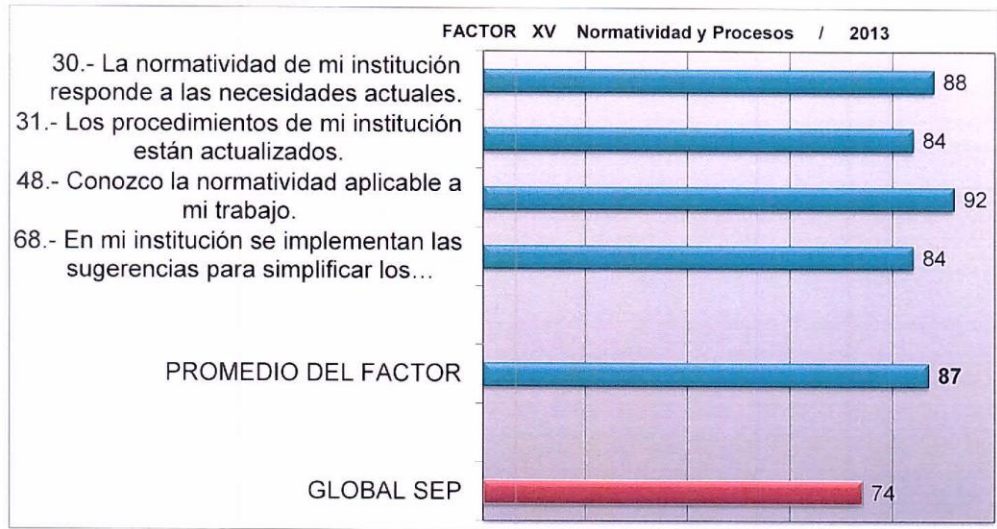 FACTOR XV Normatividad y Procesos / 2013
30.- La normatividad de mi institución
responde a las necesidades actuales.
88
31.- Los procedimientos de mi institución
están actualizados.
84
48.- Conozco la normatividad aplicable a
mi trabajo.
92
68.- En mi institución se implementan las
sugerencias para simplificar los…
84
PROMEDIO DEL FACTOR
87
GLOBAL SEP
74